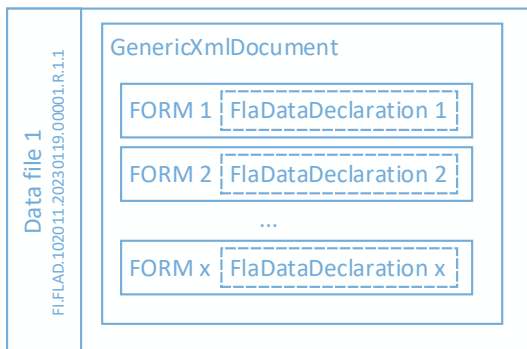 Data file 1
FI.FLAD.102011.20230119.00001.R.1.1
GenericXmlDocument
FORM 1 FlaDataDeclaration 1
FORM 2 FlaDataDeclaration 2
...
FORM x FlaDataDeclaration x